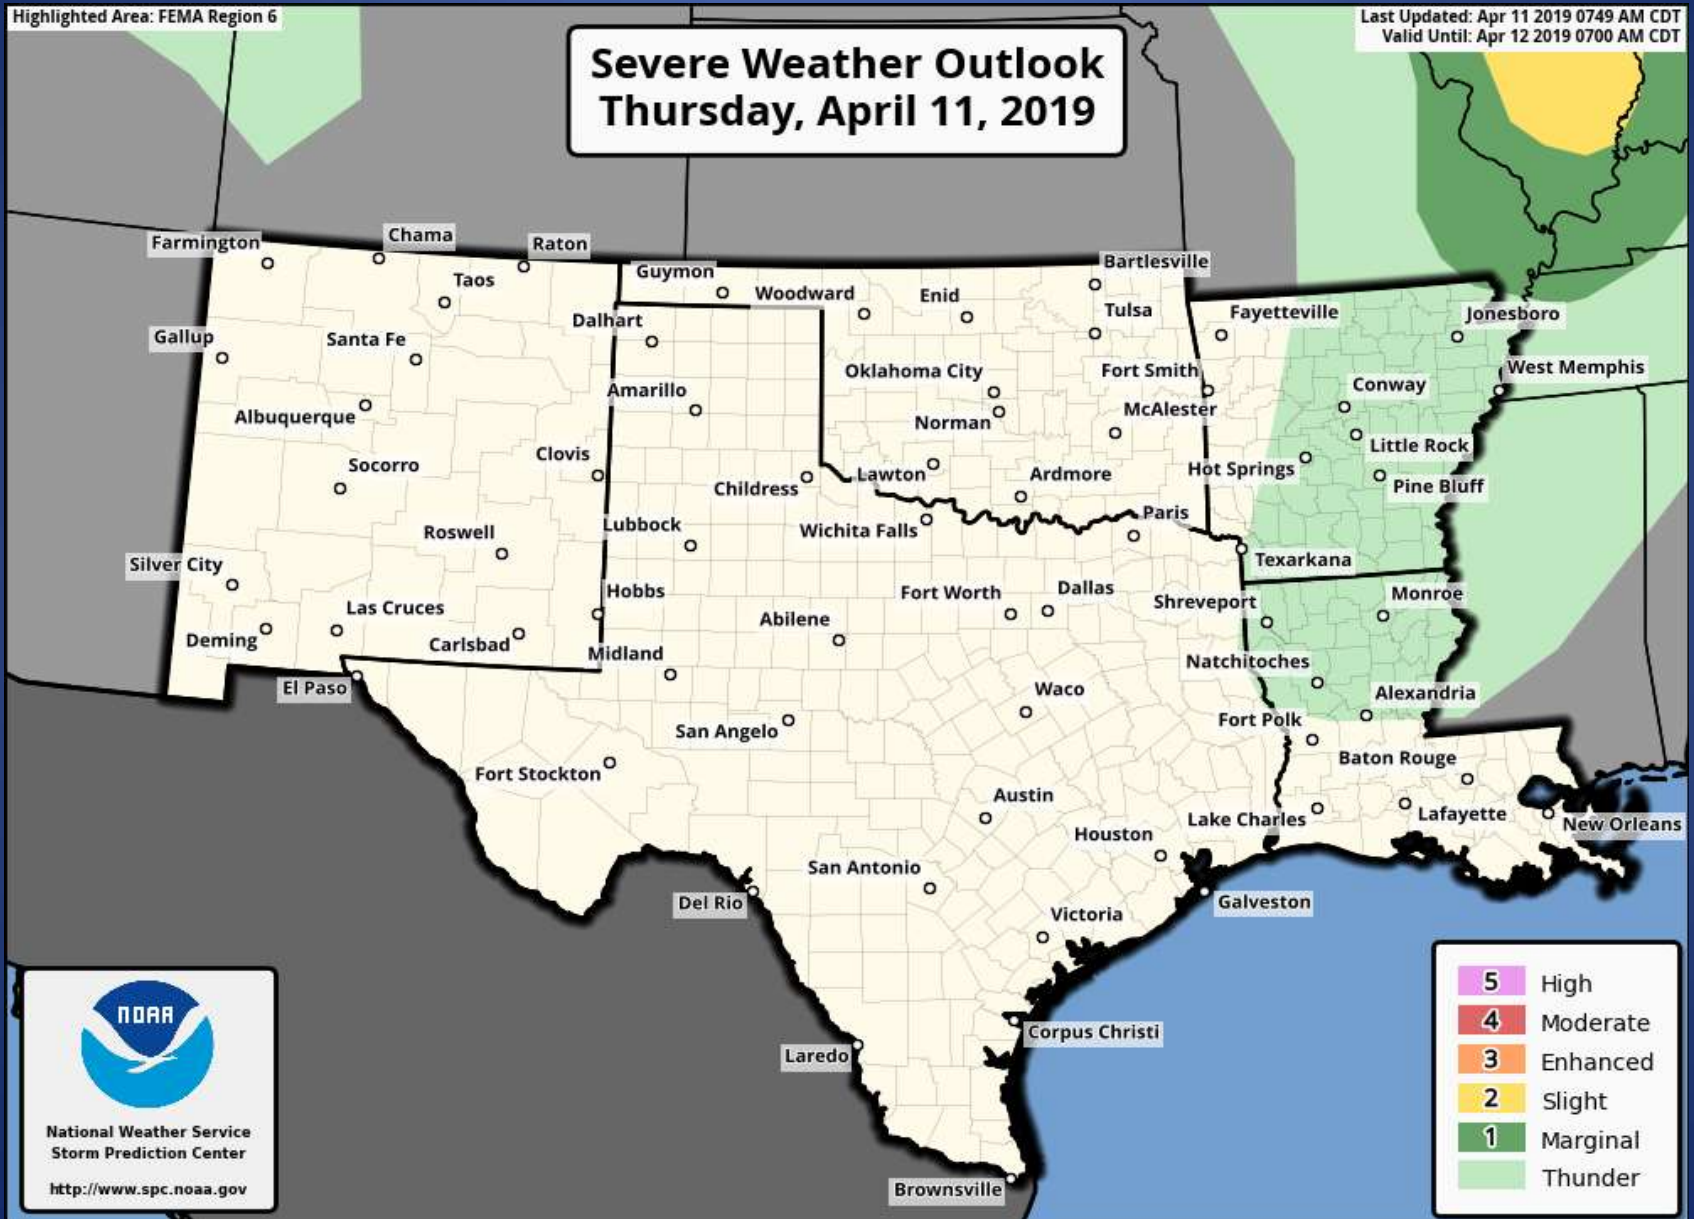 Highlighted Area: FEMA Region 6
Last Updated: Apr 11 2019 0749 AM CDT
Valid Until: Apr 12 2019 0700 AM CDT
Severe Weather Outlook
Thursday, April 11, 2019
Farmington
Chama
Raton
Taos
Guymon
Woodward
Enid
Bartlesville
Tulsa
Fayetteville
Jonesboro
Gallup
Santa Fe
Dalhart
Oklahoma City
Fort Smith
Conway
West Memphis
Albuquerque
Amarillo
Norman
McAlester
Little Rock
Socorro
Clovis
Childress
Lawton
Ardmore
Hot Springs
Pine Bluff
Roswell
Lubbock
Wichita Falls
Paris
Texarkana
Silver City
Las Cruces
Hobbs
Fort Worth
Dallas
Shreveport
Monroe
Deming
Carlsbad
Midland
Abilene
Natchitoches
El Paso
Waco
Alexandria
San Angelo
Fort Polk
Fort Stockton
Baton Rouge
Austin
Houston
Lake Charles
Lafayette
New Orleans
San Antonio
Del Rio
Victoria
Galveston
Corpus Christi
Laredo
Brownsville
NOAA
National Weather Service
Storm Prediction Center
http://www.spc.noaa.gov
5 High
4 Moderate
3 Enhanced
2 Slight
1 Marginal
Thunder